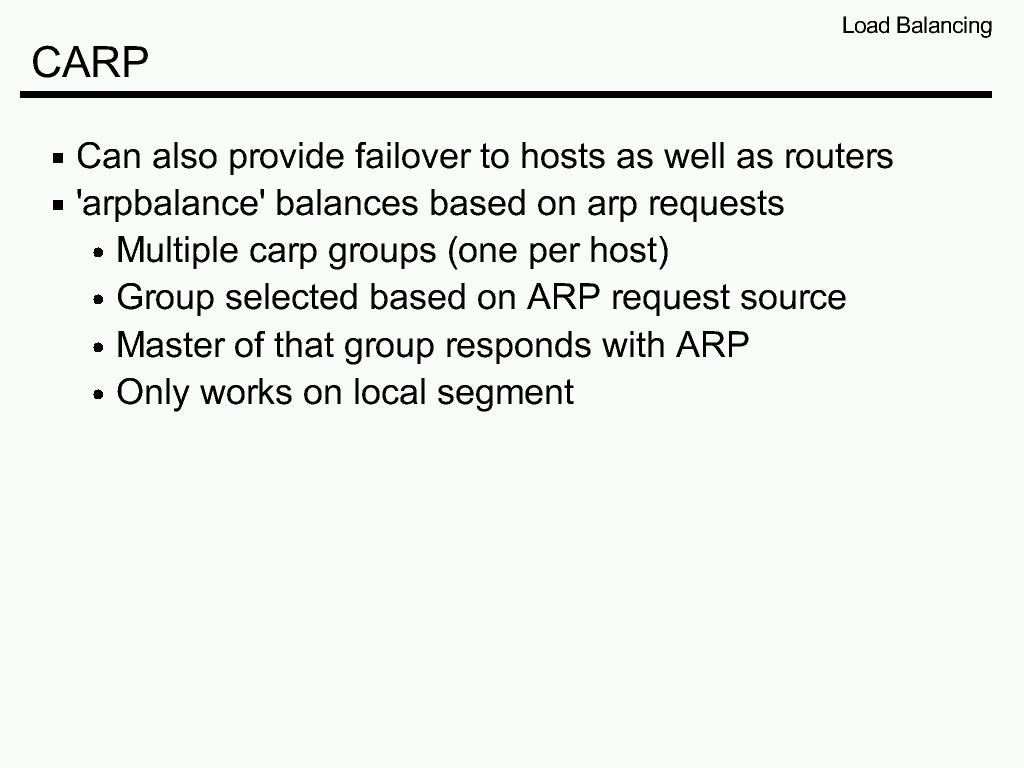 Load Balancing
CARP
▪ Can also provide failover to hosts as well as routers
▪ 'arpbalance' balances based on arp requests
• Multiple carp groups (one per host)
• Group selected based on ARP request source
• Master of that group responds with ARP
• Only works on local segment